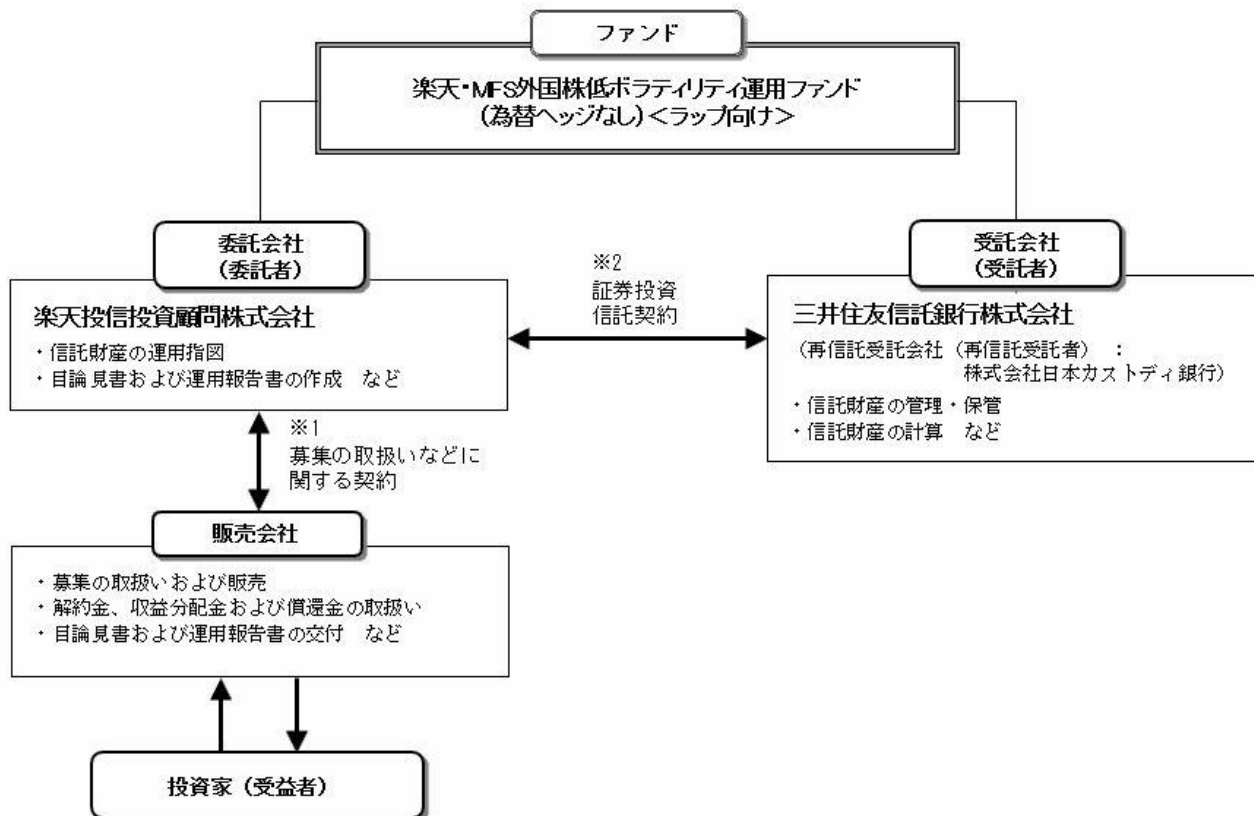 ファンド
楽天・MFS外国株低ボラティリティ運用ファンド
(為替ヘッジなし)＜ラップ向け＞
委託会社
(委託者)
楽天投信投資顧問株式会社
・信託財産の運用指図
・目論見書および運用報告書の作成　など
※2
証券投資
信託契約
受託会社
(受託者)
三井住友信託銀行株式会社
(再信託受託会社（再信託受託者）：
株式会社日本カストディ銀行)
・信託財産の管理・保管
・信託財産の計算　など
※1
募集の取扱いなどに
関する契約
販売会社
・募集の取扱いおよび販売
・解約金、収益分配金および償還金の取扱い
・目論見書および運用報告書の交付　など
投資家（受益者）